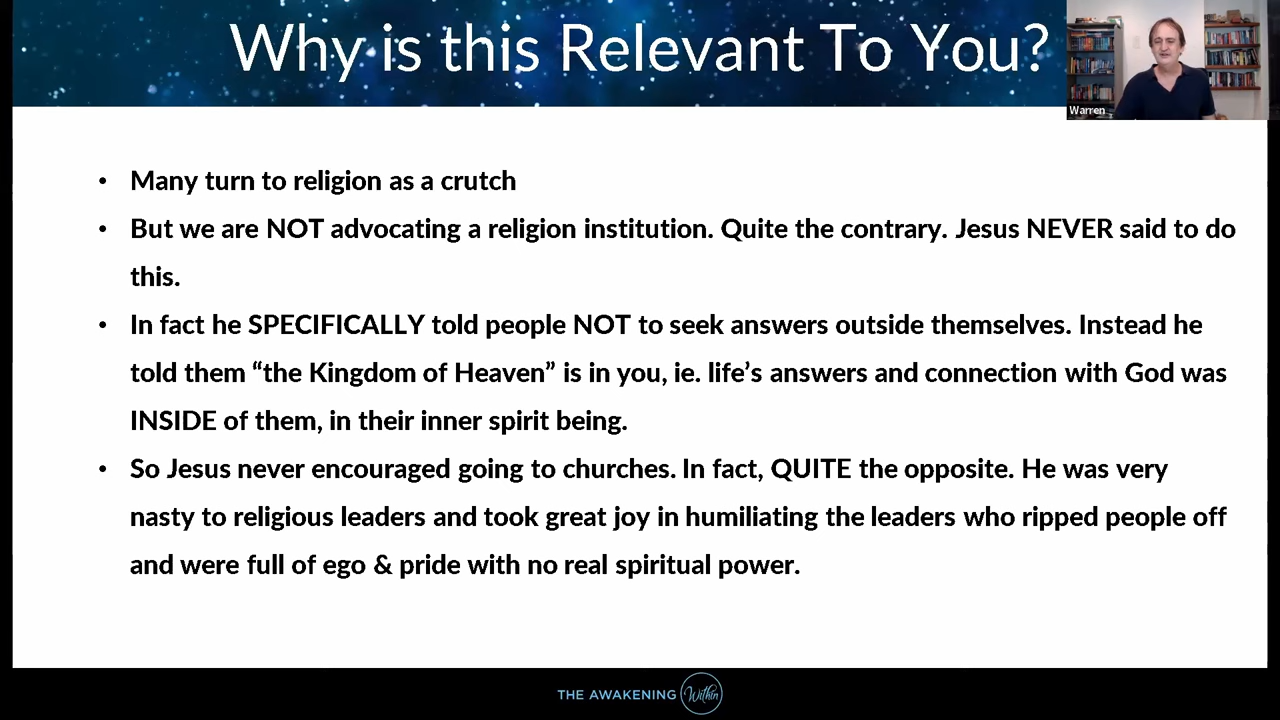 Why is this Relevant To You?
Warren
• Many turn to religion as a crutch
• But we are NOT advocating a religion institution. Quite the contrary. Jesus NEVER said to do
this.
• In fact he SPECIFICALLY told people NOT to seek answers outside themselves. Instead he
told them “the Kingdom of Heaven” is in you, ie. life’s answers and connection with God was
INSIDE of them, in their inner spirit being.
• So Jesus never encouraged going to churches. In fact, QUITE the opposite. He was very
nasty to religious leaders and took great joy in humiliating the leaders who ripped people off
and were full of ego & pride with no real spiritual power.
THE AWAKENING Within